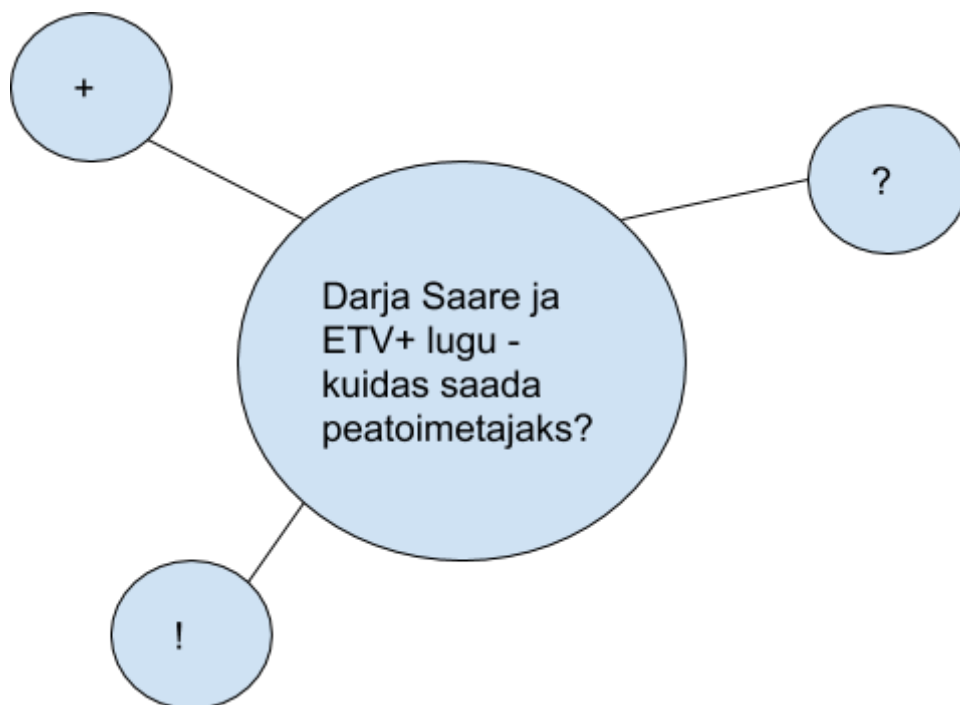 +
?
Darja Saare ja
ETV+ lugu -
kuidas saada
peatoimetajaks?
!